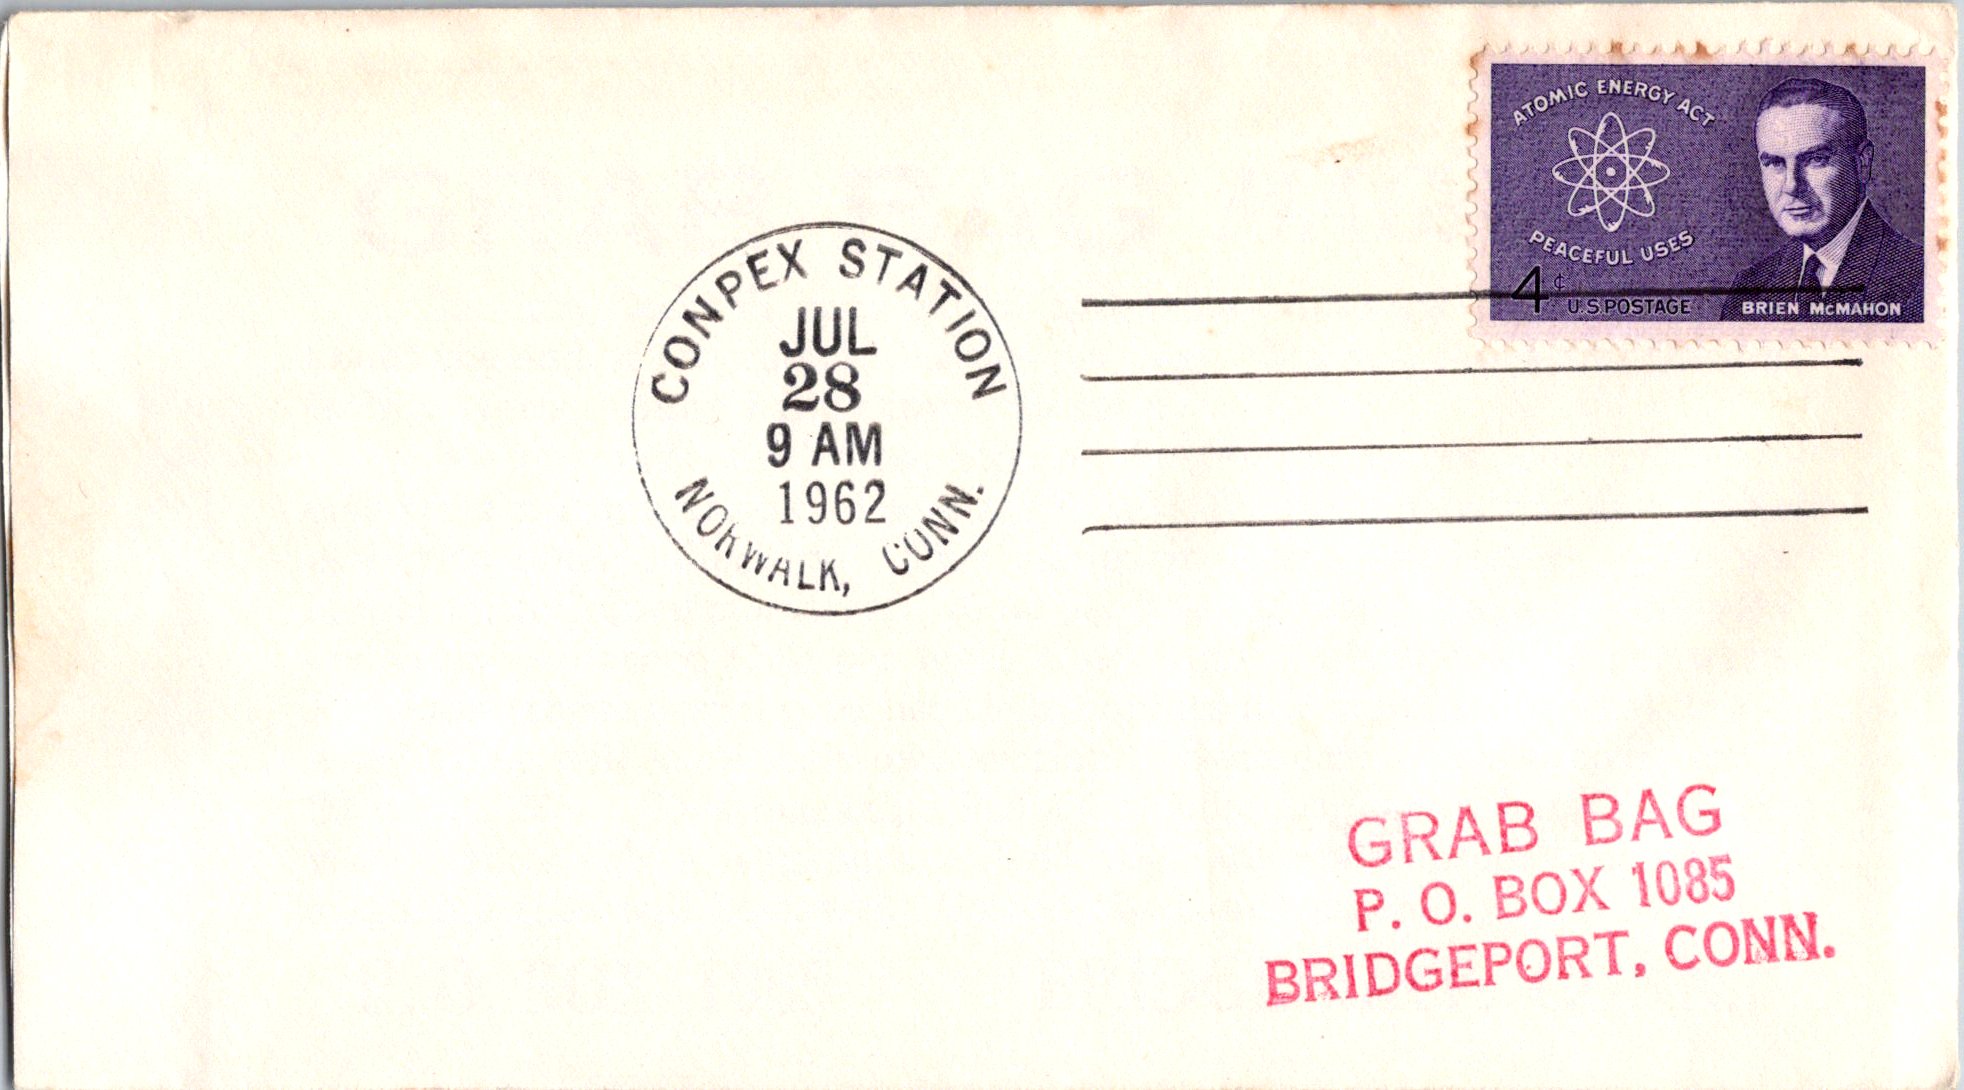 ATOMIC ENERGY ACT
PEACEFUL USES
4¢
U.S. POSTAGE
BRIEN McMAHON
CONPEX STATION
JUL
28
9 AM
1962
NORWALK, CONN.
GRAB BAG
P. O. BOX 1085
BRIDGEPORT, CONN.